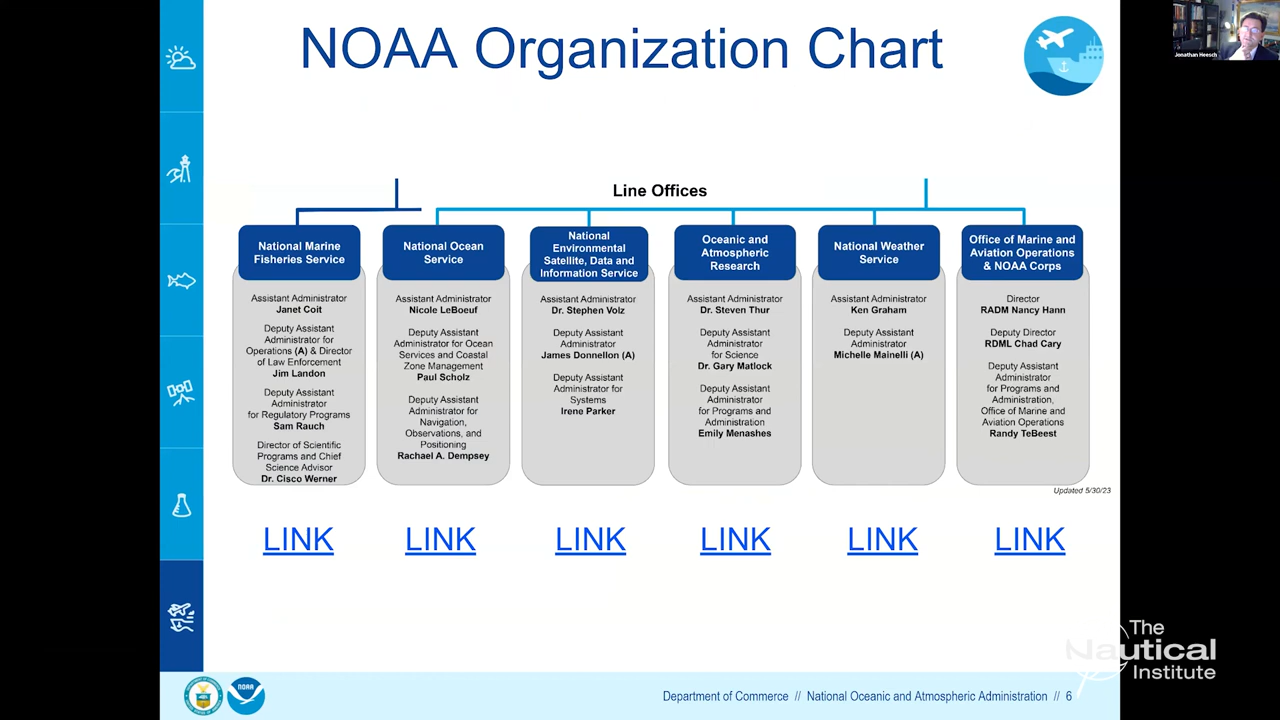 NOAA Organization Chart
Jonathan Heesch
Line Offices
National Marine
Fisheries Service
Assistant Administrator
Janet Coit
Deputy Assistant
Administrator for
Operations (A) & Director
of Law Enforcement
Jim Landon
Deputy Assistant
Administrator
for Regulatory Programs
Sam Rauch
Director of Scientific
Programs and Chief
Science Advisor
Dr. Cisco Werner
National Ocean
Service
Assistant Administrator
Nicole LeBoeuf
Deputy Assistant
Administrator for Ocean
Services and Coastal
Zone Management
Paul Scholz
Deputy Assistant
Administrator for
Navigation,
Observations, and
Positioning
Rachael A. Dempsey
National
Environmental
Satellite, Data and
Information Service
Assistant Administrator
Dr. Stephen Volz
Deputy Assistant
Administrator
James Donnellon (A)
Deputy Assistant
Administrator for
Systems
Irene Parker
Oceanic and
Atmospheric
Research
Assistant Administrator
Dr. Steven Thur
Deputy Assistant
Administrator
for Science
Dr. Gary Matlock
Deputy Assistant
Administrator
for Programs and
Administration
Emily Menashes
National Weather
Service
Assistant Administrator
Ken Graham
Deputy Assistant
Administrator
Michelle Mainelli (A)
Office of Marine and
Aviation Operations
& NOAA Corps
Director
RADM Nancy Hann
Deputy Director
RDML Chad Cary
Deputy Assistant
Administrator
for Programs and
Administration,
Office of Marine and
Aviation Operations
Randy TeBeest
Updated 5/30/23
LINK LINK LINK LINK LINK LINK
The
Nautical
Institute
NOAA
Department of Commerce // National Oceanic and Atmospheric Administration // 6